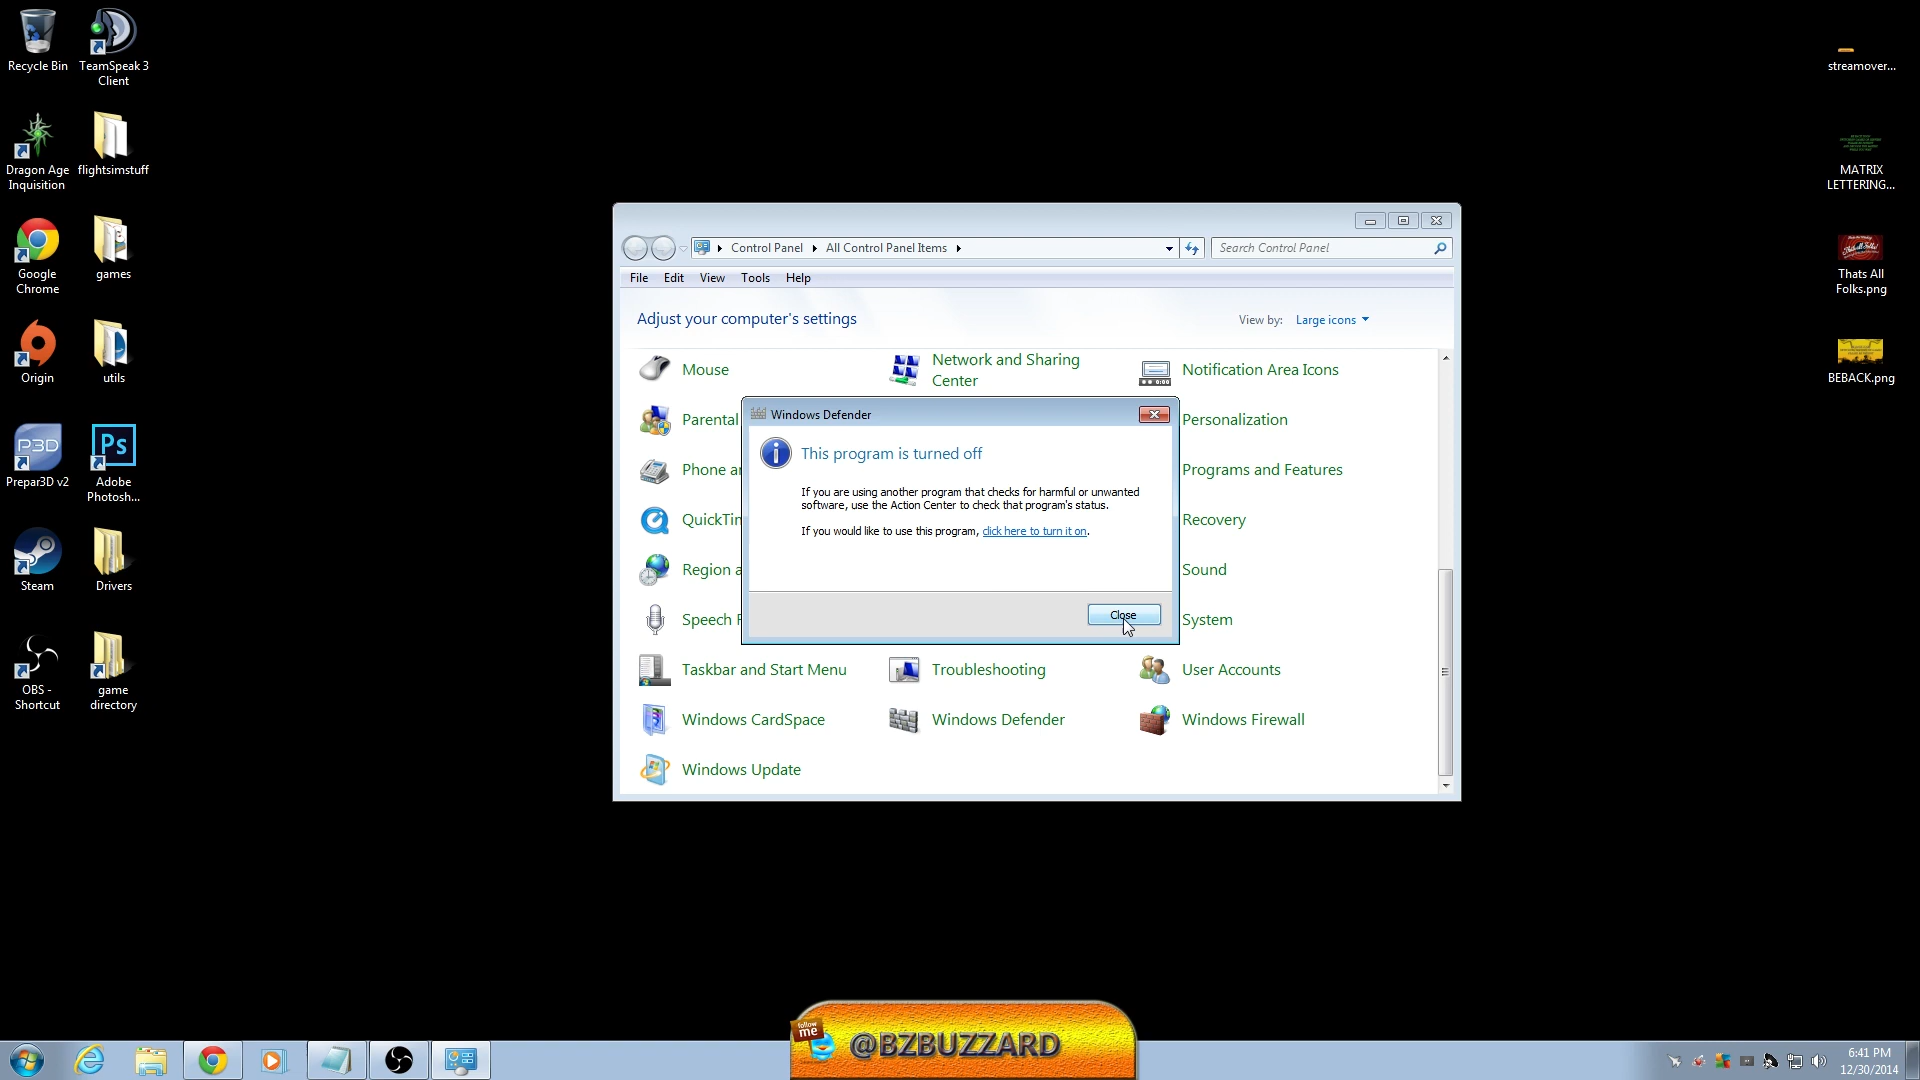 Recycle Bin
TeamSpeak 3
Client
Dragon Age
Inquisition
flightsimstuff
Google
Chrome
games
Origin
utils
P3D
Prepar3D v2
Ps
Adobe
Photosh...
Steam
Drivers
OBS -
Shortcut
game
directory
streamover...
MATRIX
LETTERING...
Thats All
Folks.png
BEBACK.png
Control Panel
All Control Panel Items
Search Control Panel
File
Edit
View
Tools
Help
Adjust your computer's settings
View by:
Large icons
Mouse
Network and Sharing
Center
Notification Area Icons
Parental
Personalization
Phone
Programs and Features
Recovery
Region
Sound
Speech
System
Taskbar and Start Menu
Troubleshooting
User Accounts
Windows CardSpace
Windows Defender
Windows Firewall
Windows Update
Windows Defender
This program is turned off
If you are using another program that checks for harmful or unwanted
software, use the Action Center to check that program's status.
If you would like to use this program, click here to turn it on.
Close
follow
me
@BZBUZZARD
6:41 PM
12/30/2014